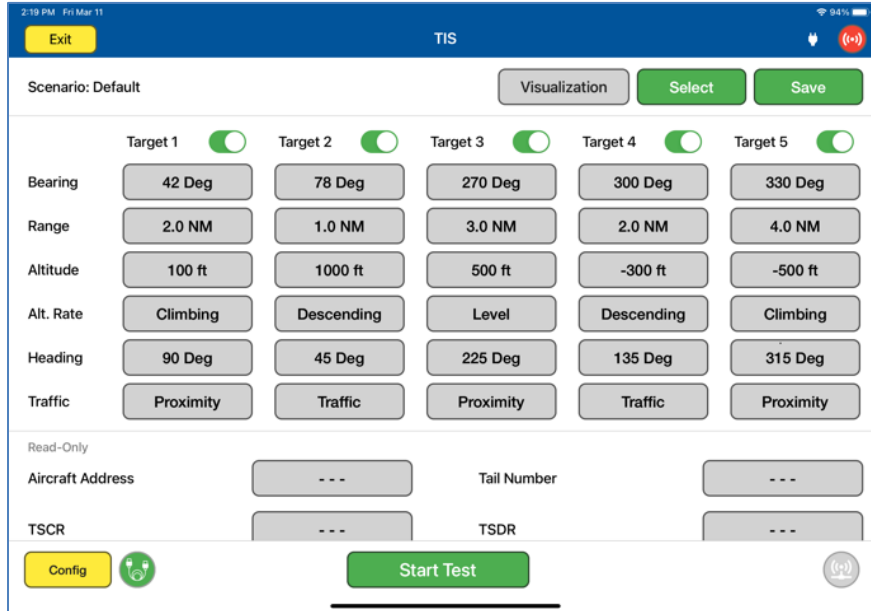 2:19 PM Fri Mar 11 94%
Exit TIS
Scenario: Default Visualization Select Save
Target 1 Target 2 Target 3 Target 4 Target 5
Bearing 42 Deg 78 Deg 270 Deg 300 Deg 330 Deg
Range 2.0 NM 1.0 NM 3.0 NM 2.0 NM 4.0 NM
Altitude 100 ft 1000 ft 500 ft -300 ft -500 ft
Alt. Rate Climbing Descending Level Descending Climbing
Heading 90 Deg 45 Deg 225 Deg 135 Deg 315 Deg
Traffic Proximity Traffic Proximity Traffic Proximity
Read-Only
Aircraft Address - - - Tail Number - - -
TSCR - - - TSDR - - -
Config Start Test